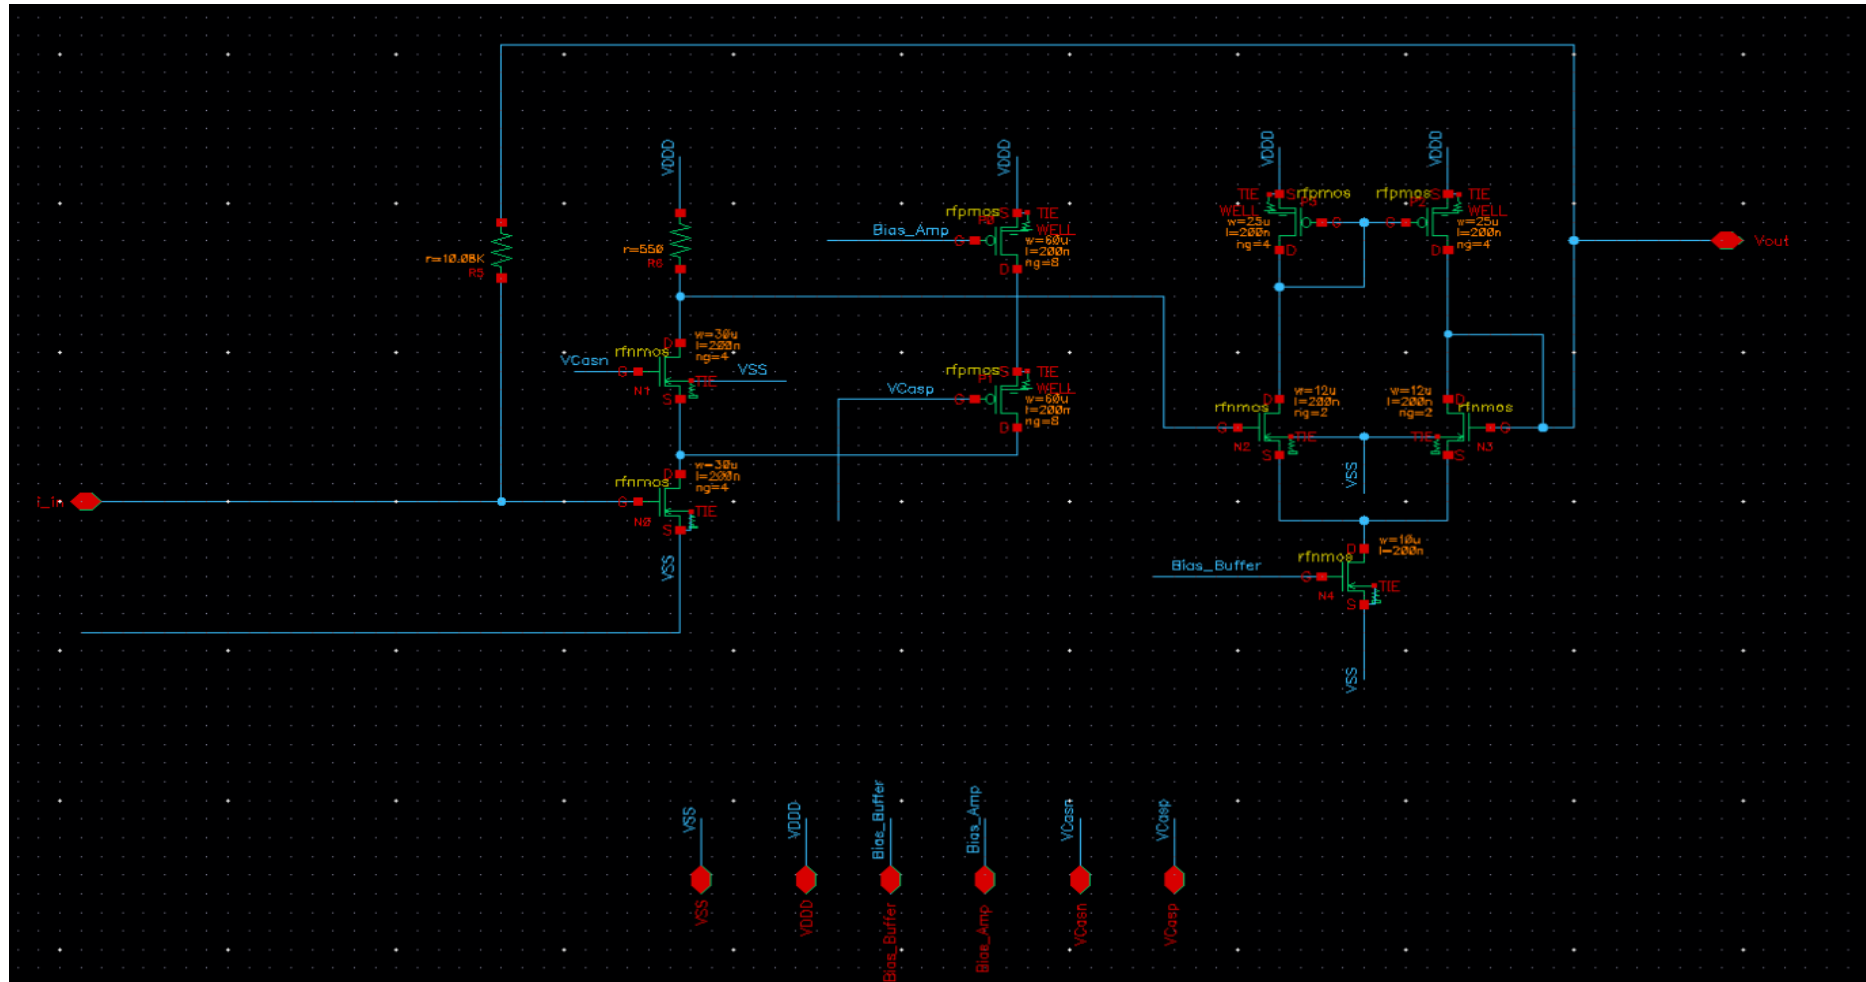 VDDD
r=10.08K
R5
VDDD
r=550
R6
VCasn
rfnmos
w=30u
l=200n
ng=4
D
G
N1
TIE
S
VSS
i_in
rfnmos
w=30u
l=200n
ng=4
D
G
N0
TIE
S
VSS
Bias_Amp
rfpmos
S
TIE
WELL
w=60u
l=200n
ng=8
G
D
VCasp
rfpmos
S
TIE
WELL
w=60u
l=200n
ng=8
G
P1
D
VDDD
TIE
S
rfpmos
WELL
w=25u
l=200n
ng=4
G
D
VDDD
rfpmos
S
TIE
WELL
w=25u
l=200n
ng=4
G
D
Vout
rfnmos
w=12u
l=200n
ng=2
D
G
N2
TIE
S
w=12u
l=200n
ng=2
D
rfnmos
G
N3
TIE
S
VSS
w=10u
l=200n
rfnmos
D
Bias_Buffer
G
N4
TIE
S
VSS
VSS
VDDD
Bias_Buffer
Bias_Amp
VCasn
VCasp
VSS
VDDD
Bias_Buffer
Bias_Amp
VCasn
VCasp